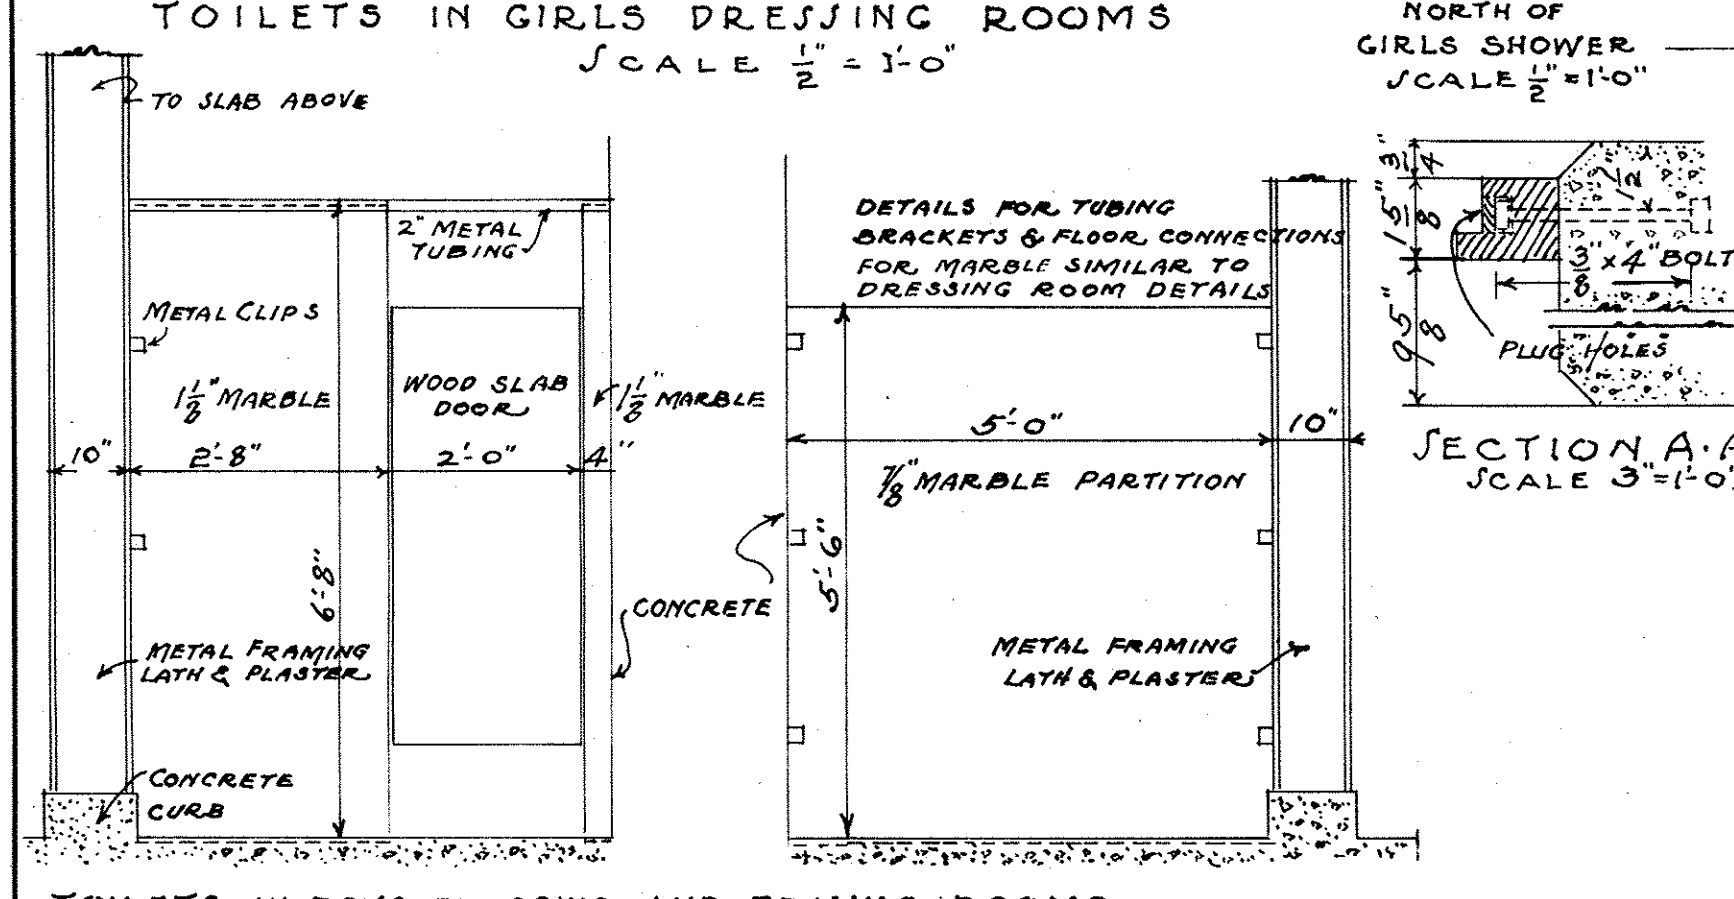 TOILETS IN GIRLS DRESSING ROOMS
SCALE 1/2" = 1'-0"
NORTH OF
GIRLS SHOWER
SCALE 1/2" = 1'-0"
TO SLAB ABOVE
2" METAL
TUBING
METAL CLIPS
1 1/8" MARBLE
WOOD SLAB
DOOR
1 1/8" MARBLE
10"
2'-8"
2'-0"
4"
6'-8"
METAL FRAMING
LATH & PLASTER
CONCRETE
CURB
CONCRETE
DETAILS FOR TUBING
BRACKETS & FLOOR CONNECTIONS
FOR MARBLE SIMILAR TO
DRESSING ROOM DETAILS
5'-0"
10"
7/8" MARBLE PARTITION
5'-6"
METAL FRAMING
LATH & PLASTER
3/4"
1 5/8"
9 5/8"
1/2"
3/8" x 4" BOLT
PLUG HOLES
SECTION A-A
SCALE 3"=1'-0"